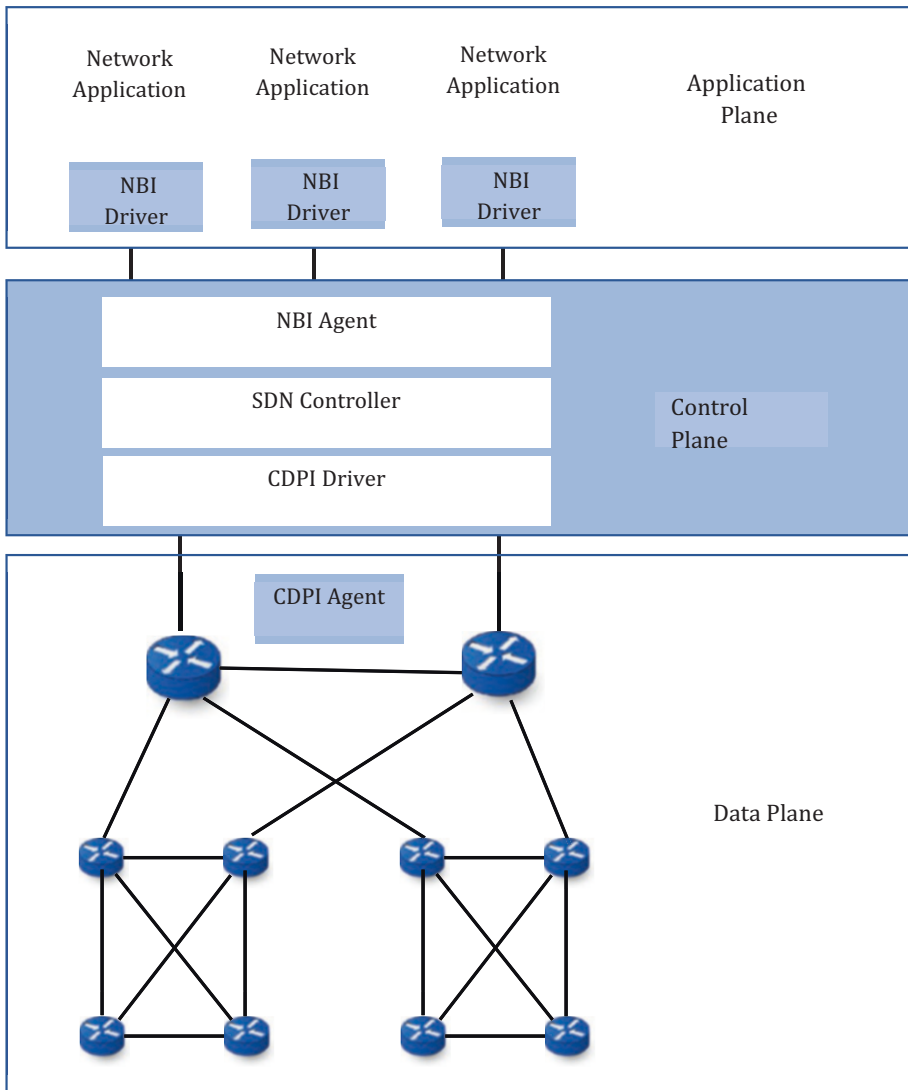 Network
Application
Network
Application
Network
Application
Application
Plane
NBI
Driver
NBI
Driver
NBI
Driver
NBI Agent
SDN Controller
Control
Plane
CDPI Driver
CDPI Agent
Data Plane